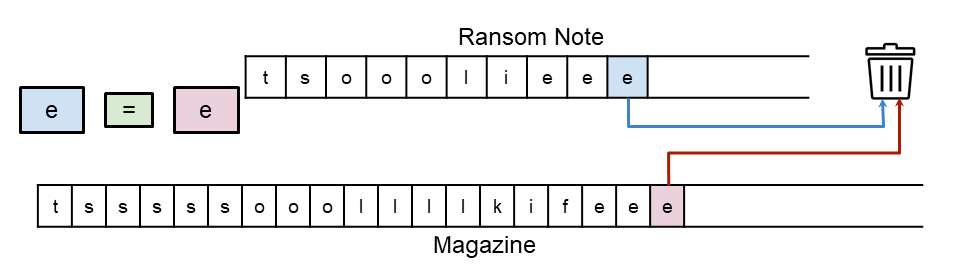 Ransom Note
t s o o o l i e e e
e = e
t s s s s s o o o l l l l k i f e e e
Magazine